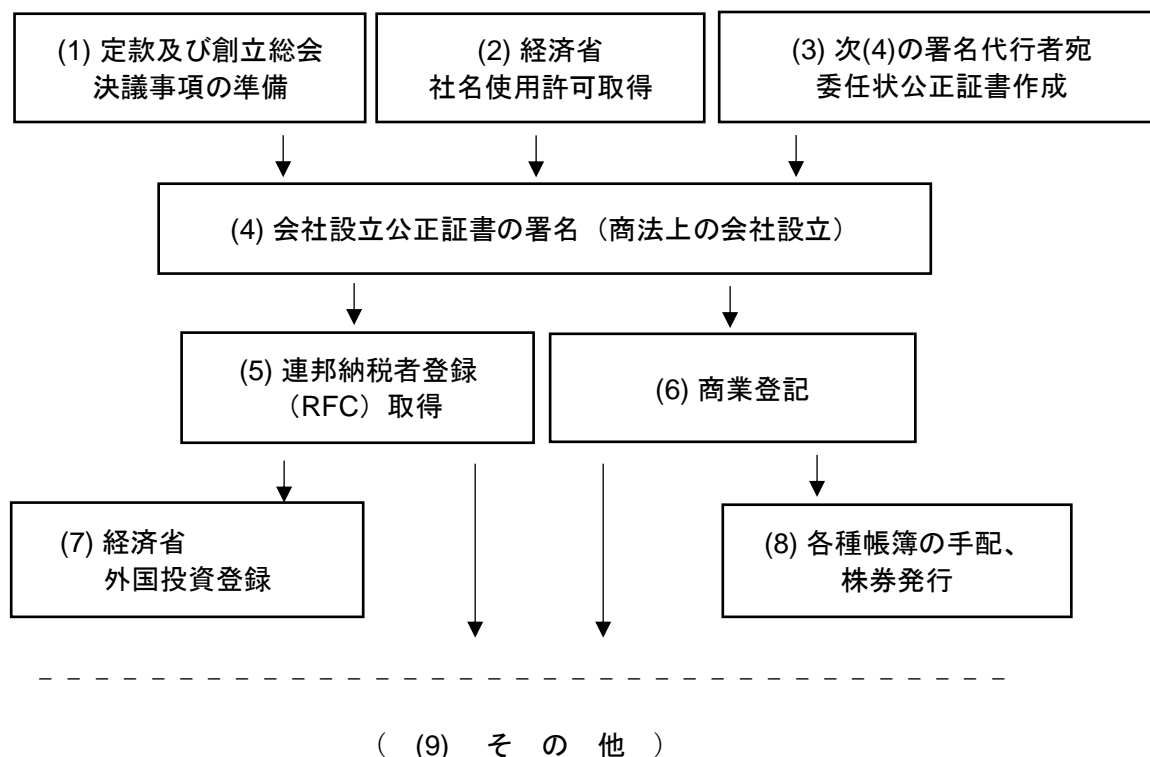 (1) 定款及び創立総会
決議事項の準備
(2) 経済省
社名使用許可取得
(3) 次(4)の署名代行者宛
委任状公正証書作成
(4) 会社設立公正証書の署名（商法上の会社設立）
(5) 連邦納税者登録
（RFC）取得
(6) 商業登記
(7) 経済省
外国投資登録
(8) 各種帳簿の手配、
株券発行
（ (9) そ の 他 ）